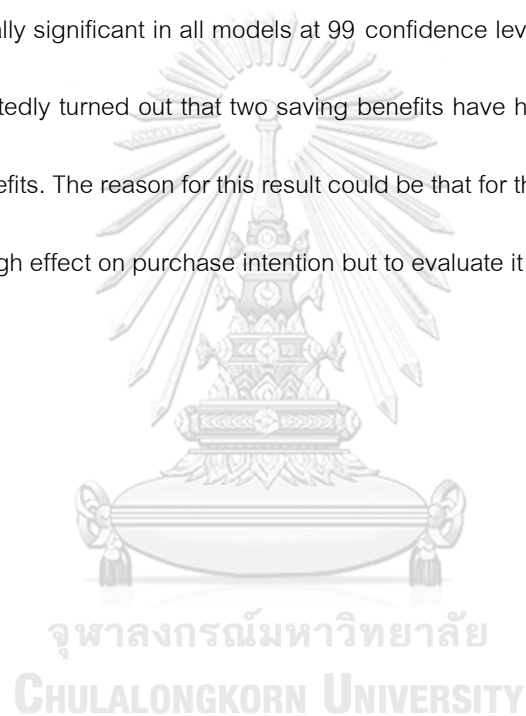 ally significant in all models at 99 confidence lev
tedly turned out that two saving benefits have h
efits. The reason for this result could be that for th
gh effect on purchase intention but to evaluate it
จุฬาลงกรณ์มหาวิทยาลัย
CHULALONGKORN UNIVERSITY